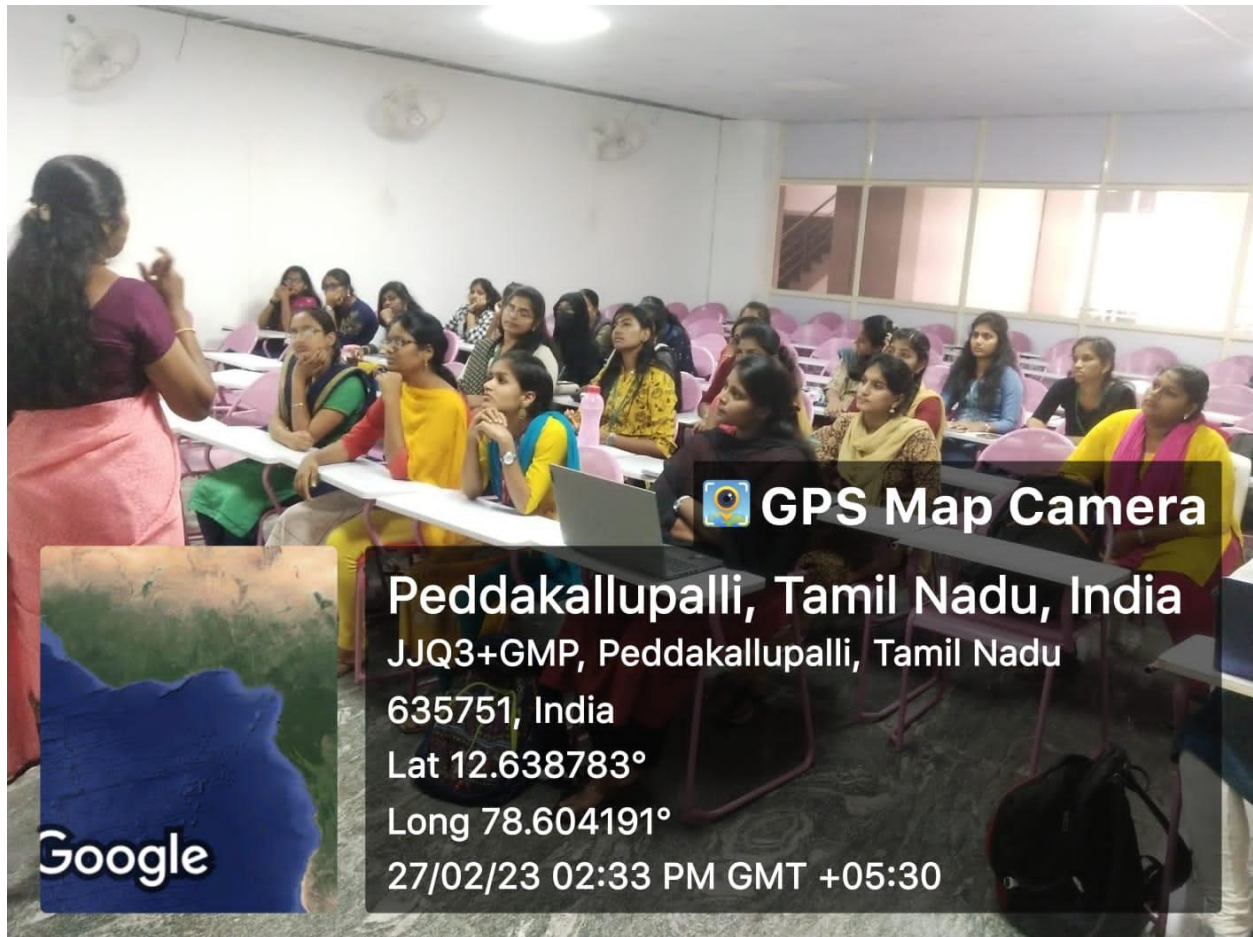 GPS Map Camera
Peddakallupalli, Tamil Nadu, India
JJQ3+GMP, Peddakallupalli, Tamil Nadu
635751, India
Lat 12.638783°
Long 78.604191°
27/02/23 02:33 PM GMT +05:30
Google